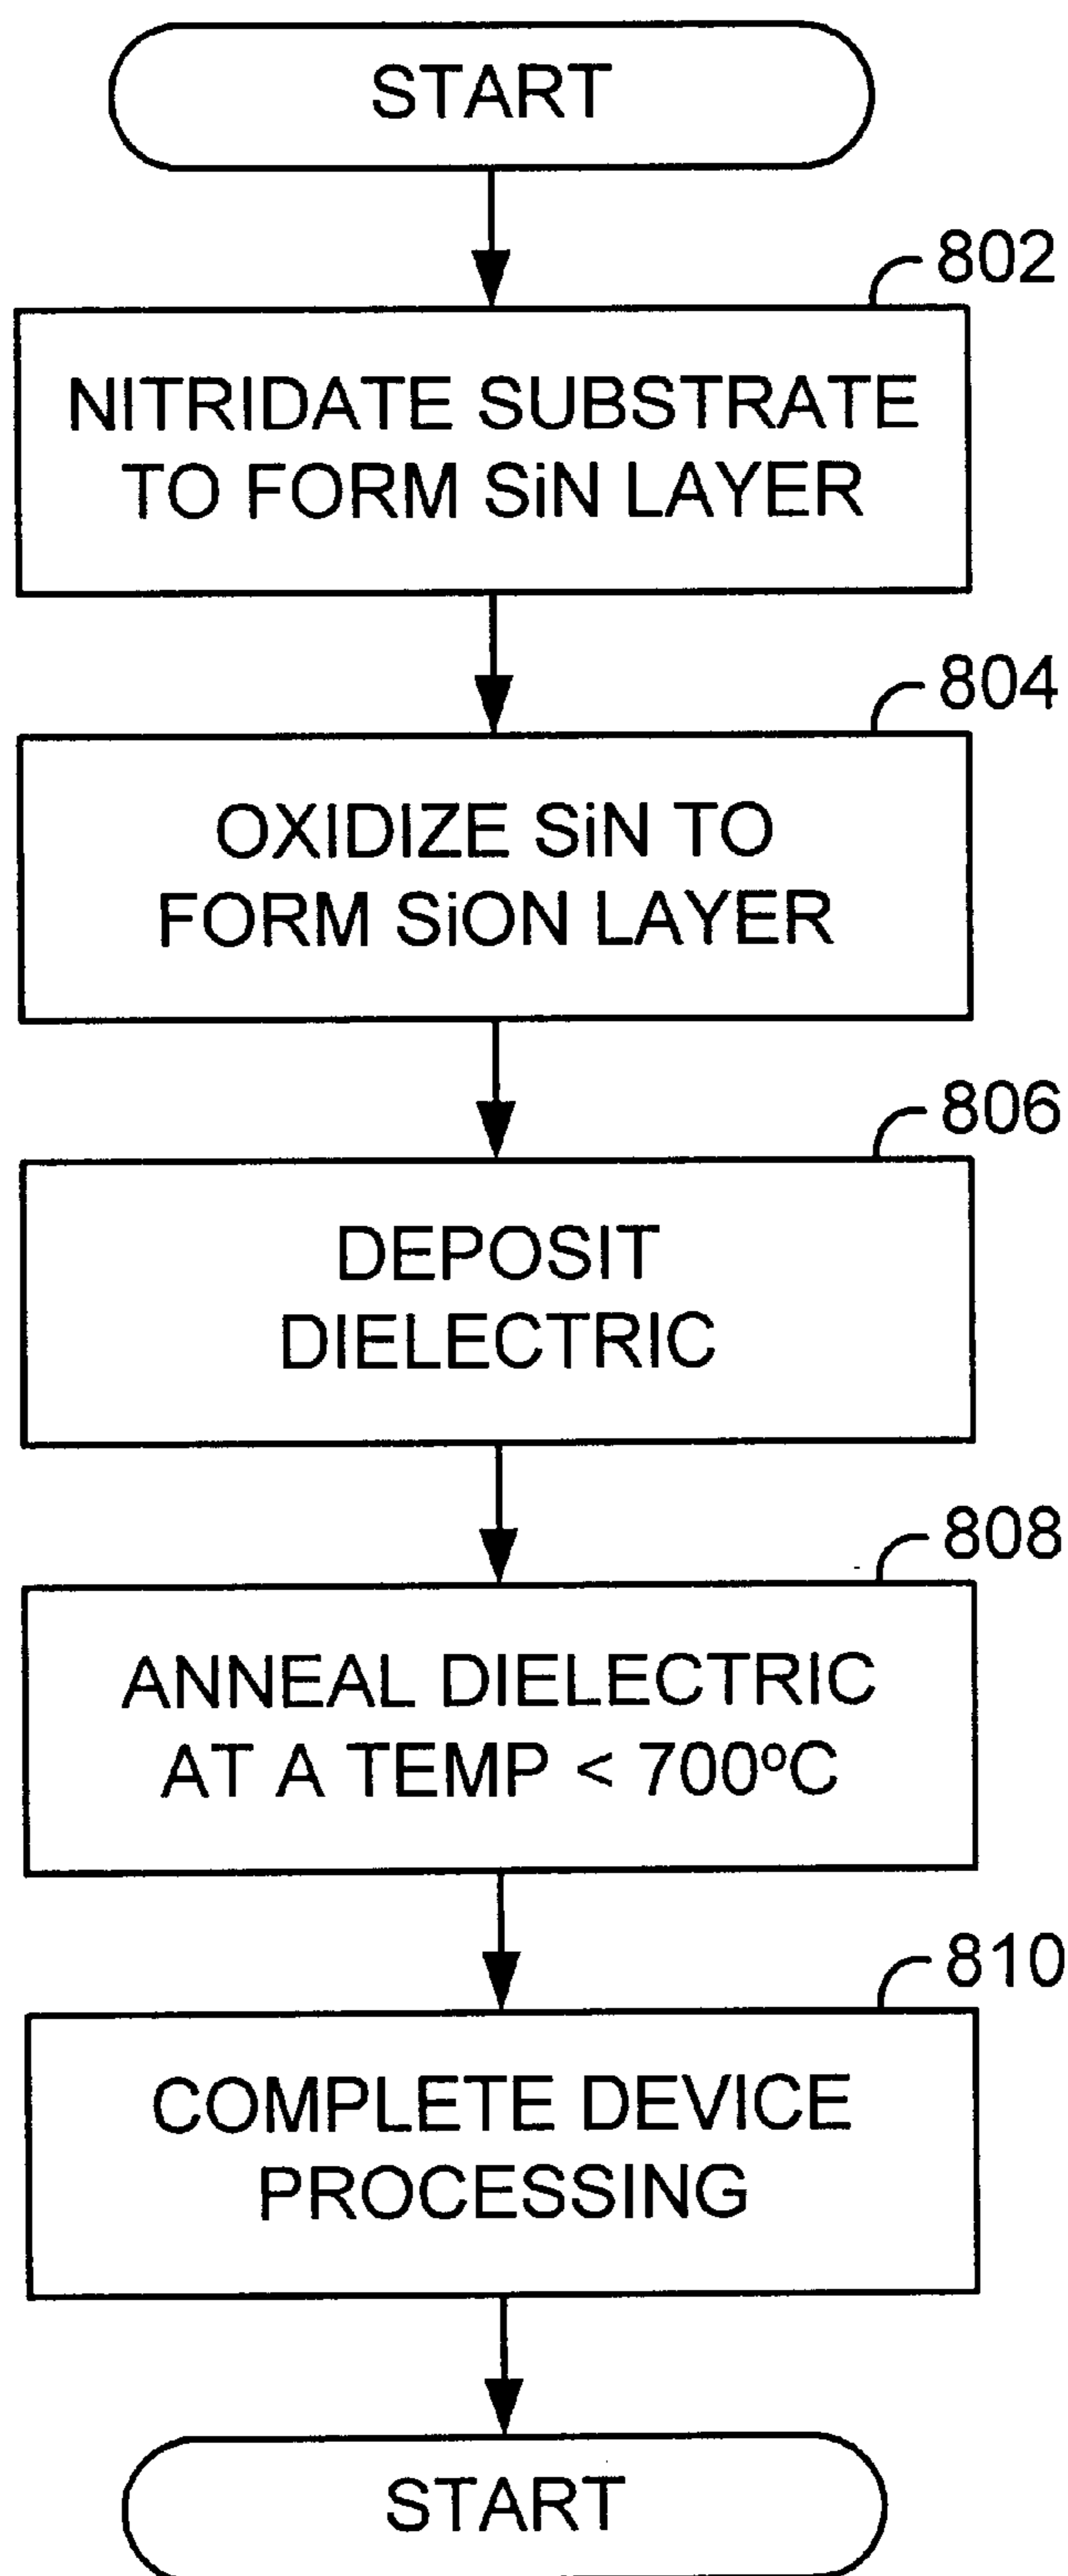 START
802
NITRIDATE SUBSTRATE
TO FORM SiN LAYER
804
OXIDIZE SiN TO
FORM SiON LAYER
806
DEPOSIT
DIELECTRIC
808
ANNEAL DIELECTRIC
AT A TEMP < 700ºC
810
COMPLETE DEVICE
PROCESSING
START